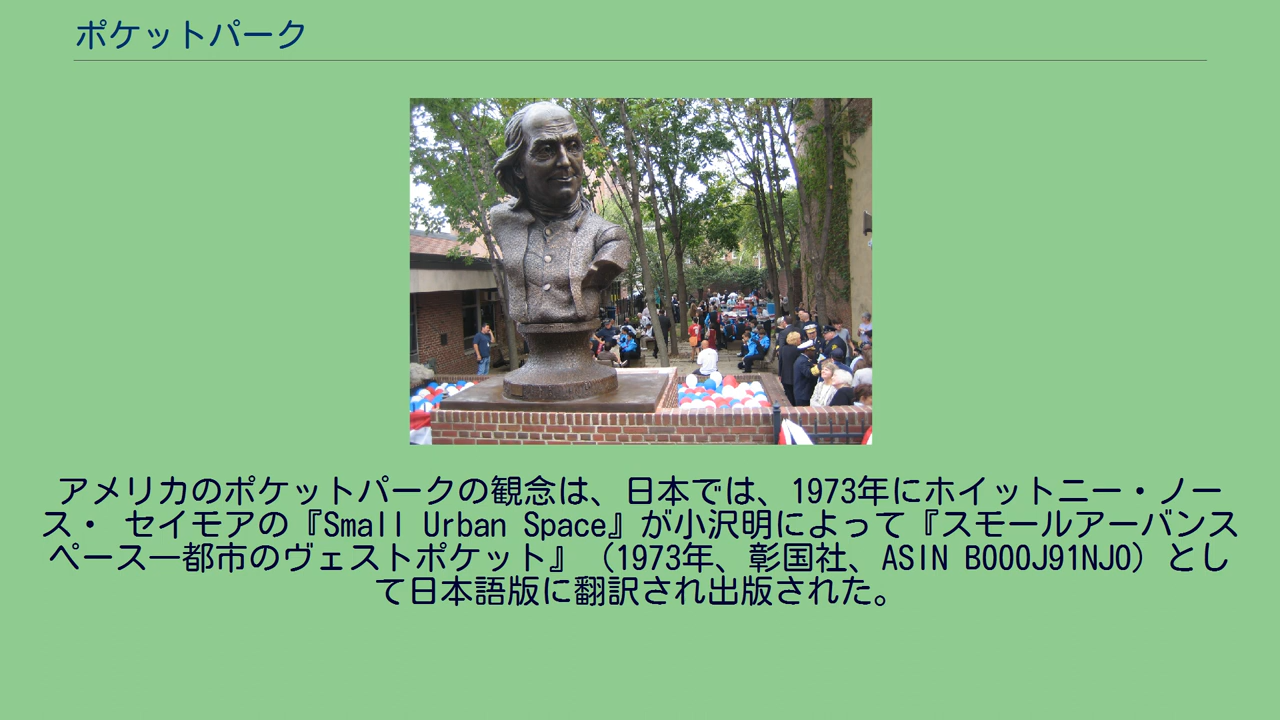 ポケットパーク
アメリカのポケットパークの観念は、日本では、1973年にホイットニー・ノー
ス・ セイモアの『Small Urban Space』が小沢明によって『スモールアーバンス
ペース―都市のヴェストポケット』（1973年、彰国社、ASIN B000J91NJO）とし
て日本語版に翻訳され出版された。